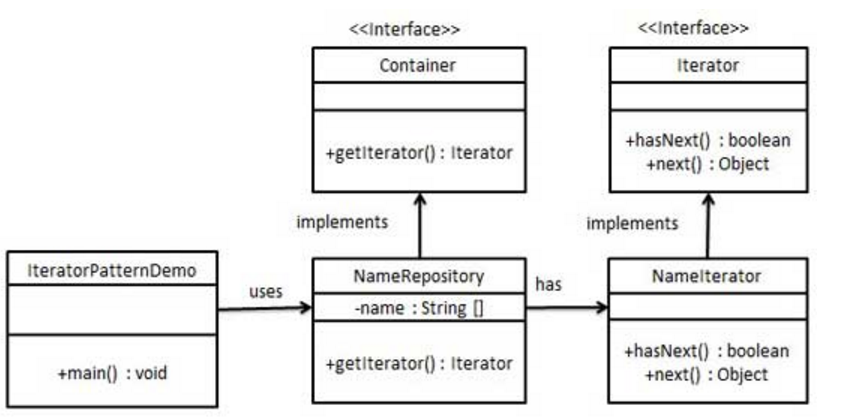 <<Interface>>
Container
+getIterator() : Iterator
<<Interface>>
Iterator
+hasNext() : boolean
+next() : Object
implements
implements
IteratorPatternDemo
+main() : void
uses
NameRepository
-name : String []
+getIterator() : Iterator
has
NameIterator
+hasNext() : boolean
+next() : Object